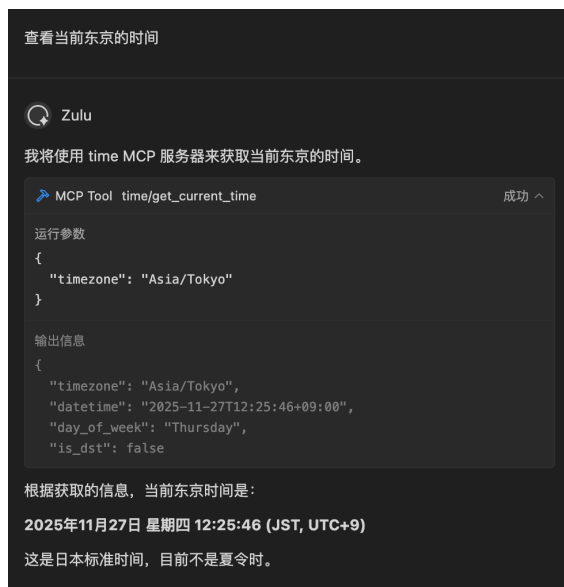 查看当前东京的时间
Zulu
我将使用 time MCP 服务器来获取当前东京的时间。
MCP Tool time/get_current_time 成功
运行参数
{
  "timezone": "Asia/Tokyo"
}
输出信息
{
  "timezone": "Asia/Tokyo",
  "datetime": "2025-11-27T12:25:46+09:00",
  "day_of_week": "Thursday",
  "is_dst": false
根据获取的信息，当前东京时间是：
2025年11月27日 星期四 12:25:46 (JST, UTC+9)
这是日本标准时间，目前不是夏令时。